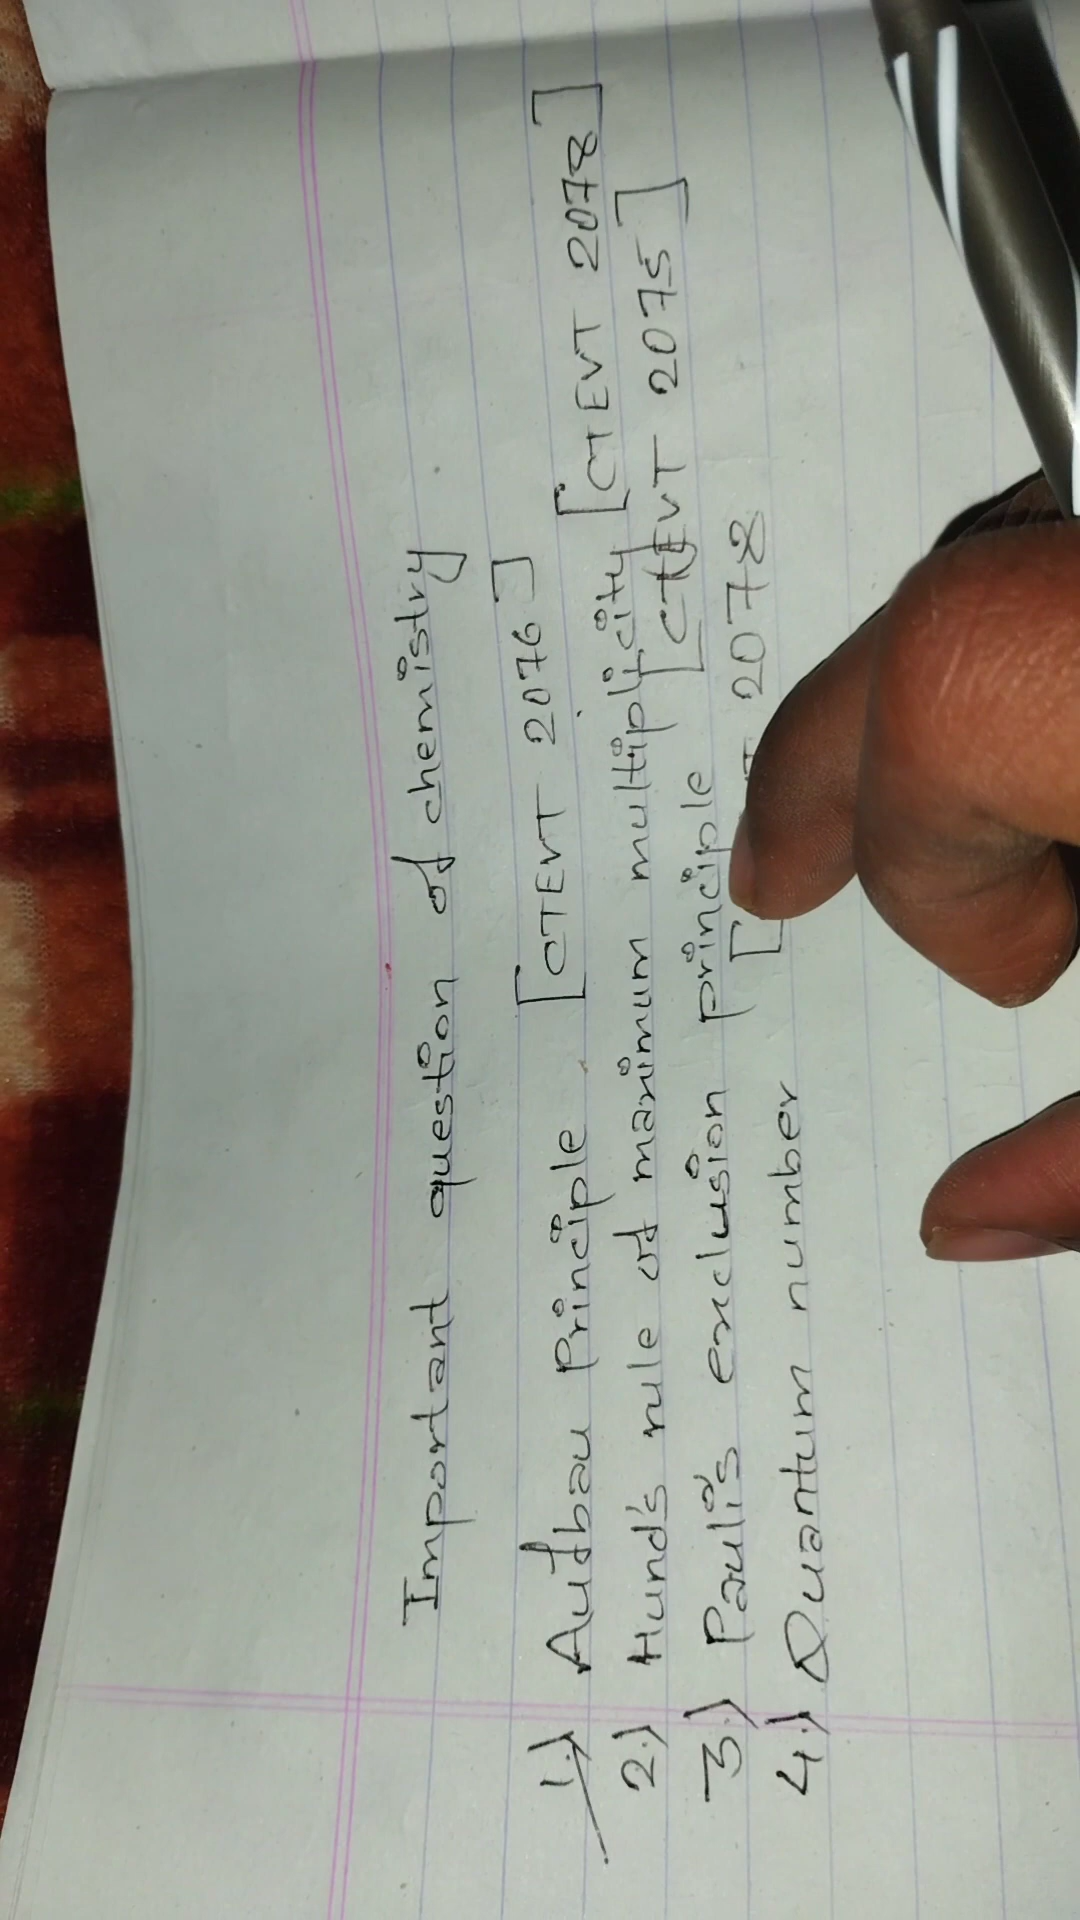 Important question of chemistry
1.) Aufbau Principle [CTEVT 2076]
2.) Hund's rule of maximum multiplicity [CTEVT 2078]
3.) Pauli's exclusion principle [CTEVT 2075]
4.) Quantum number [ 2078